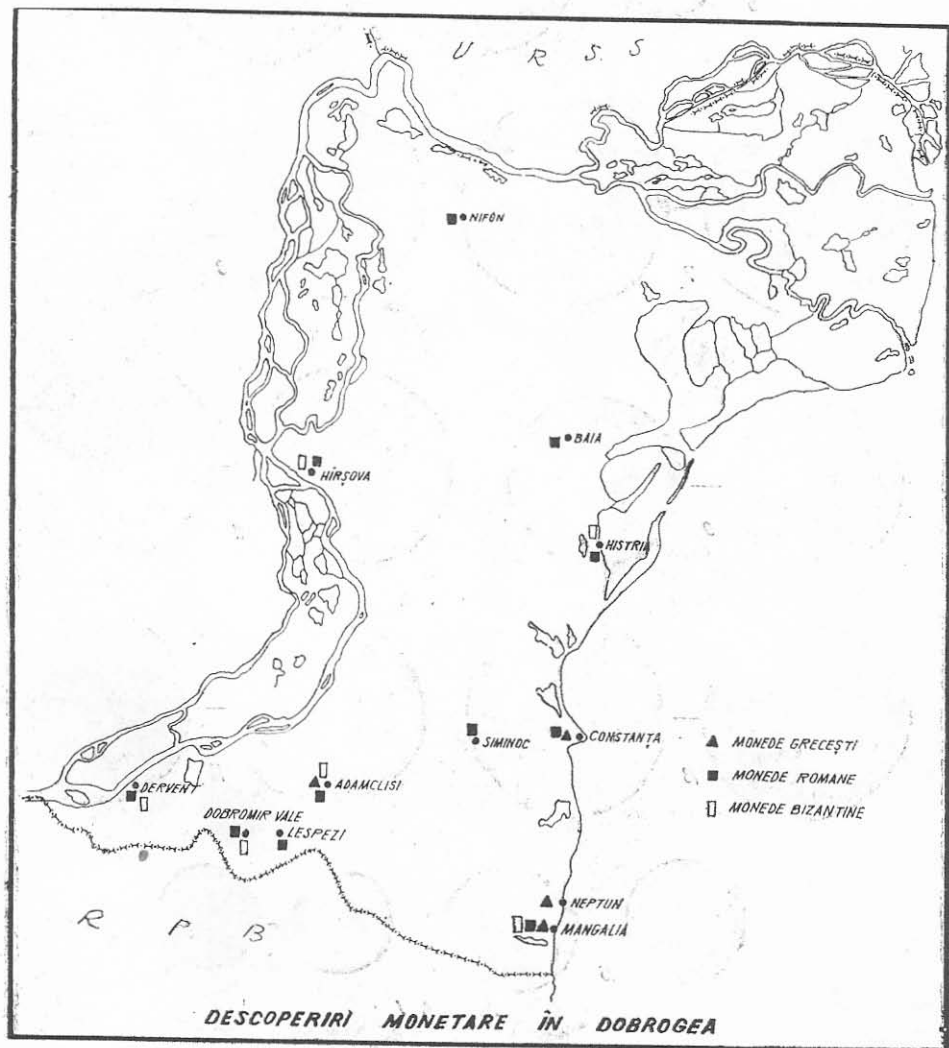 U R S S
NIFON
BAIA
HÎRȘOVA
HISTRIA
SIMINOC
CONSTANȚA
MONEDE GRECEȘTI
MONEDE ROMANE
MONEDE BIZANTINE
DERVENT
ADAMCLISI
DOBROMIR VALE
LESPEZI
NEPTUN
MANGALIA
R P B
DESCOPERIRI MONETARE ÎN DOBROGEA